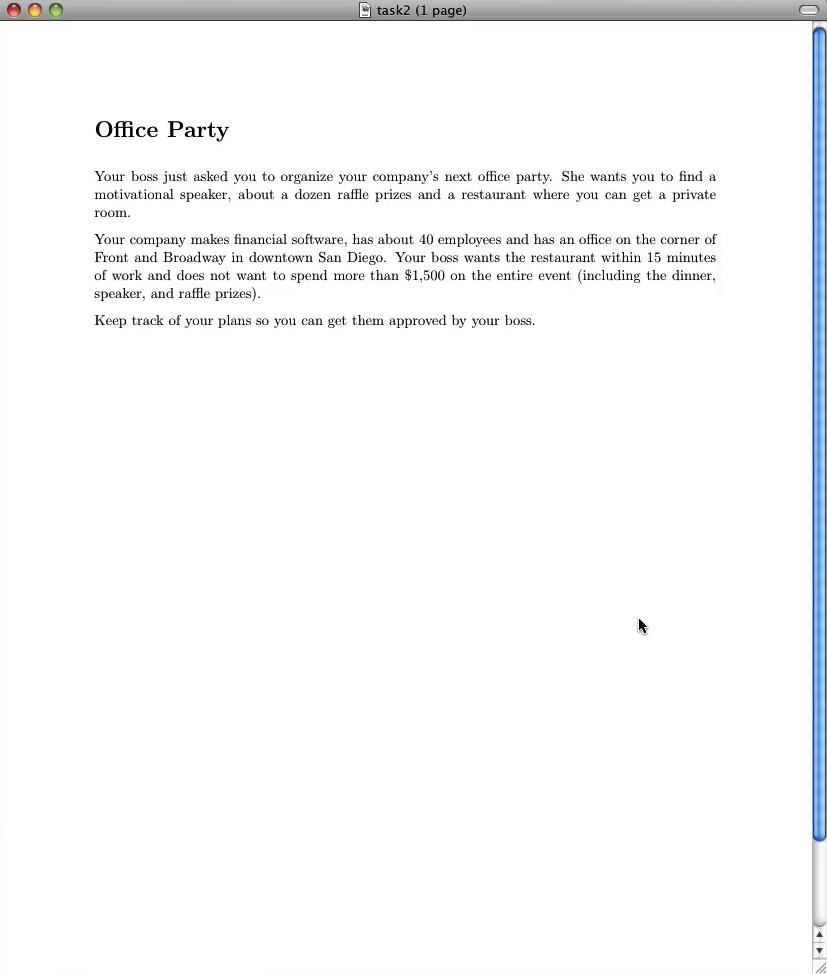 task2 (1 page)
Office Party
Your boss just asked you to organize your company's next office party. She wants you to find a
motivational speaker, about a dozen raffle prizes and a restaurant where you can get a private
room.
Your company makes financial software, has about 40 employees and has an office on the corner of
Front and Broadway in downtown San Diego. Your boss wants the restaurant within 15 minutes
of work and does not want to spend more than $1,500 on the entire event (including the dinner,
speaker, and raffle prizes).
Keep track of your plans so you can get them approved by your boss.